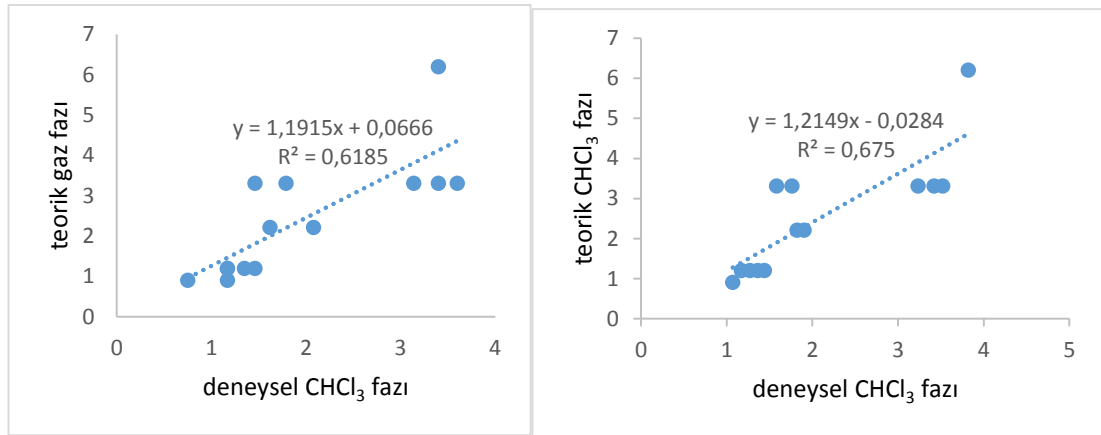 7
6
5
4
3
2
1
0
teorik gaz fazı
y = 1,1915x + 0,0666
R² = 0,6185
0 1 2 3 4
deneysel CHCl₃ fazı
7
6
5
4
3
2
1
0
teorik CHCl₃ fazı
y = 1,2149x - 0,0284
R² = 0,675
0 1 2 3 4 5
deneysel CHCl₃ fazı